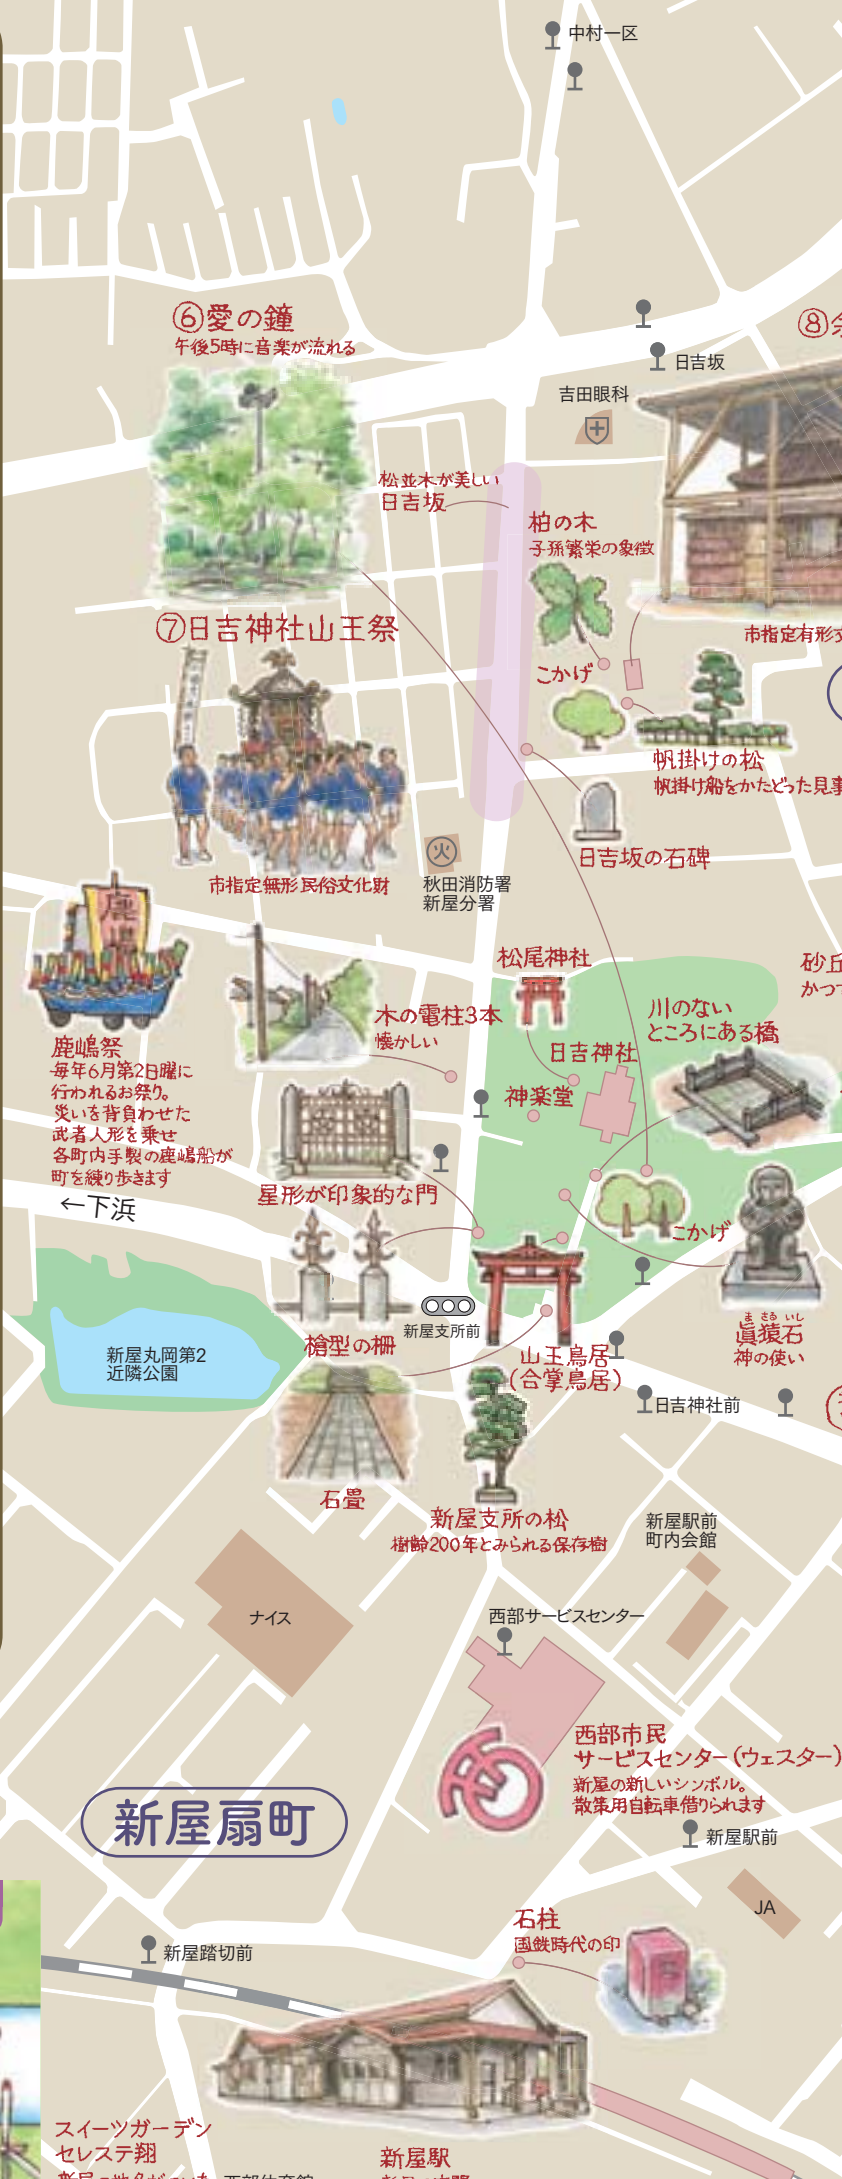 中村一区
⑥愛の鐘
午後5時に音楽が流れる
⑧
日吉坂
吉田眼科
松並木が美しい
日吉坂
柏の木
子孫繁栄の象徴
市指定有形文
⑦日吉神社山王祭
こかげ
帆掛けの松
帆掛け船をかたどった見事
日吉坂の石碑
火
市指定無形民俗文化財
秋田消防署
新屋分署
松尾神社
砂丘
かつて
川のない
ところにある橋
木の電柱3本
懐かしい
日吉神社
神楽堂
鹿嶋祭
毎年6月第2日曜に
行われるお祭り。
災いを背負わせた
武者人形を乗せ
各町内手製の鹿嶋船が
町を練り歩きます
星形が印象的な門
←下浜
こかげ
新屋支所前
槍型の柵
眞猿石
ま さる いし
神の使い
山王鳥居
(合掌鳥居)
新屋丸岡第2
近隣公園
日吉神社前
石畳
新屋支所の松
樹齢200年とみられる保存樹
新屋駅前
町内会館
ナイス
西部サービスセンター
西部市民
サービスセンター(ウェスター)
新屋の新しいシンボル。
散策用自転車借りられます
新屋扇町
新屋駅前
JA
石柱
国鉄時代の印
新屋踏切前
スイーツガーデン
セレステ翔
新屋駅